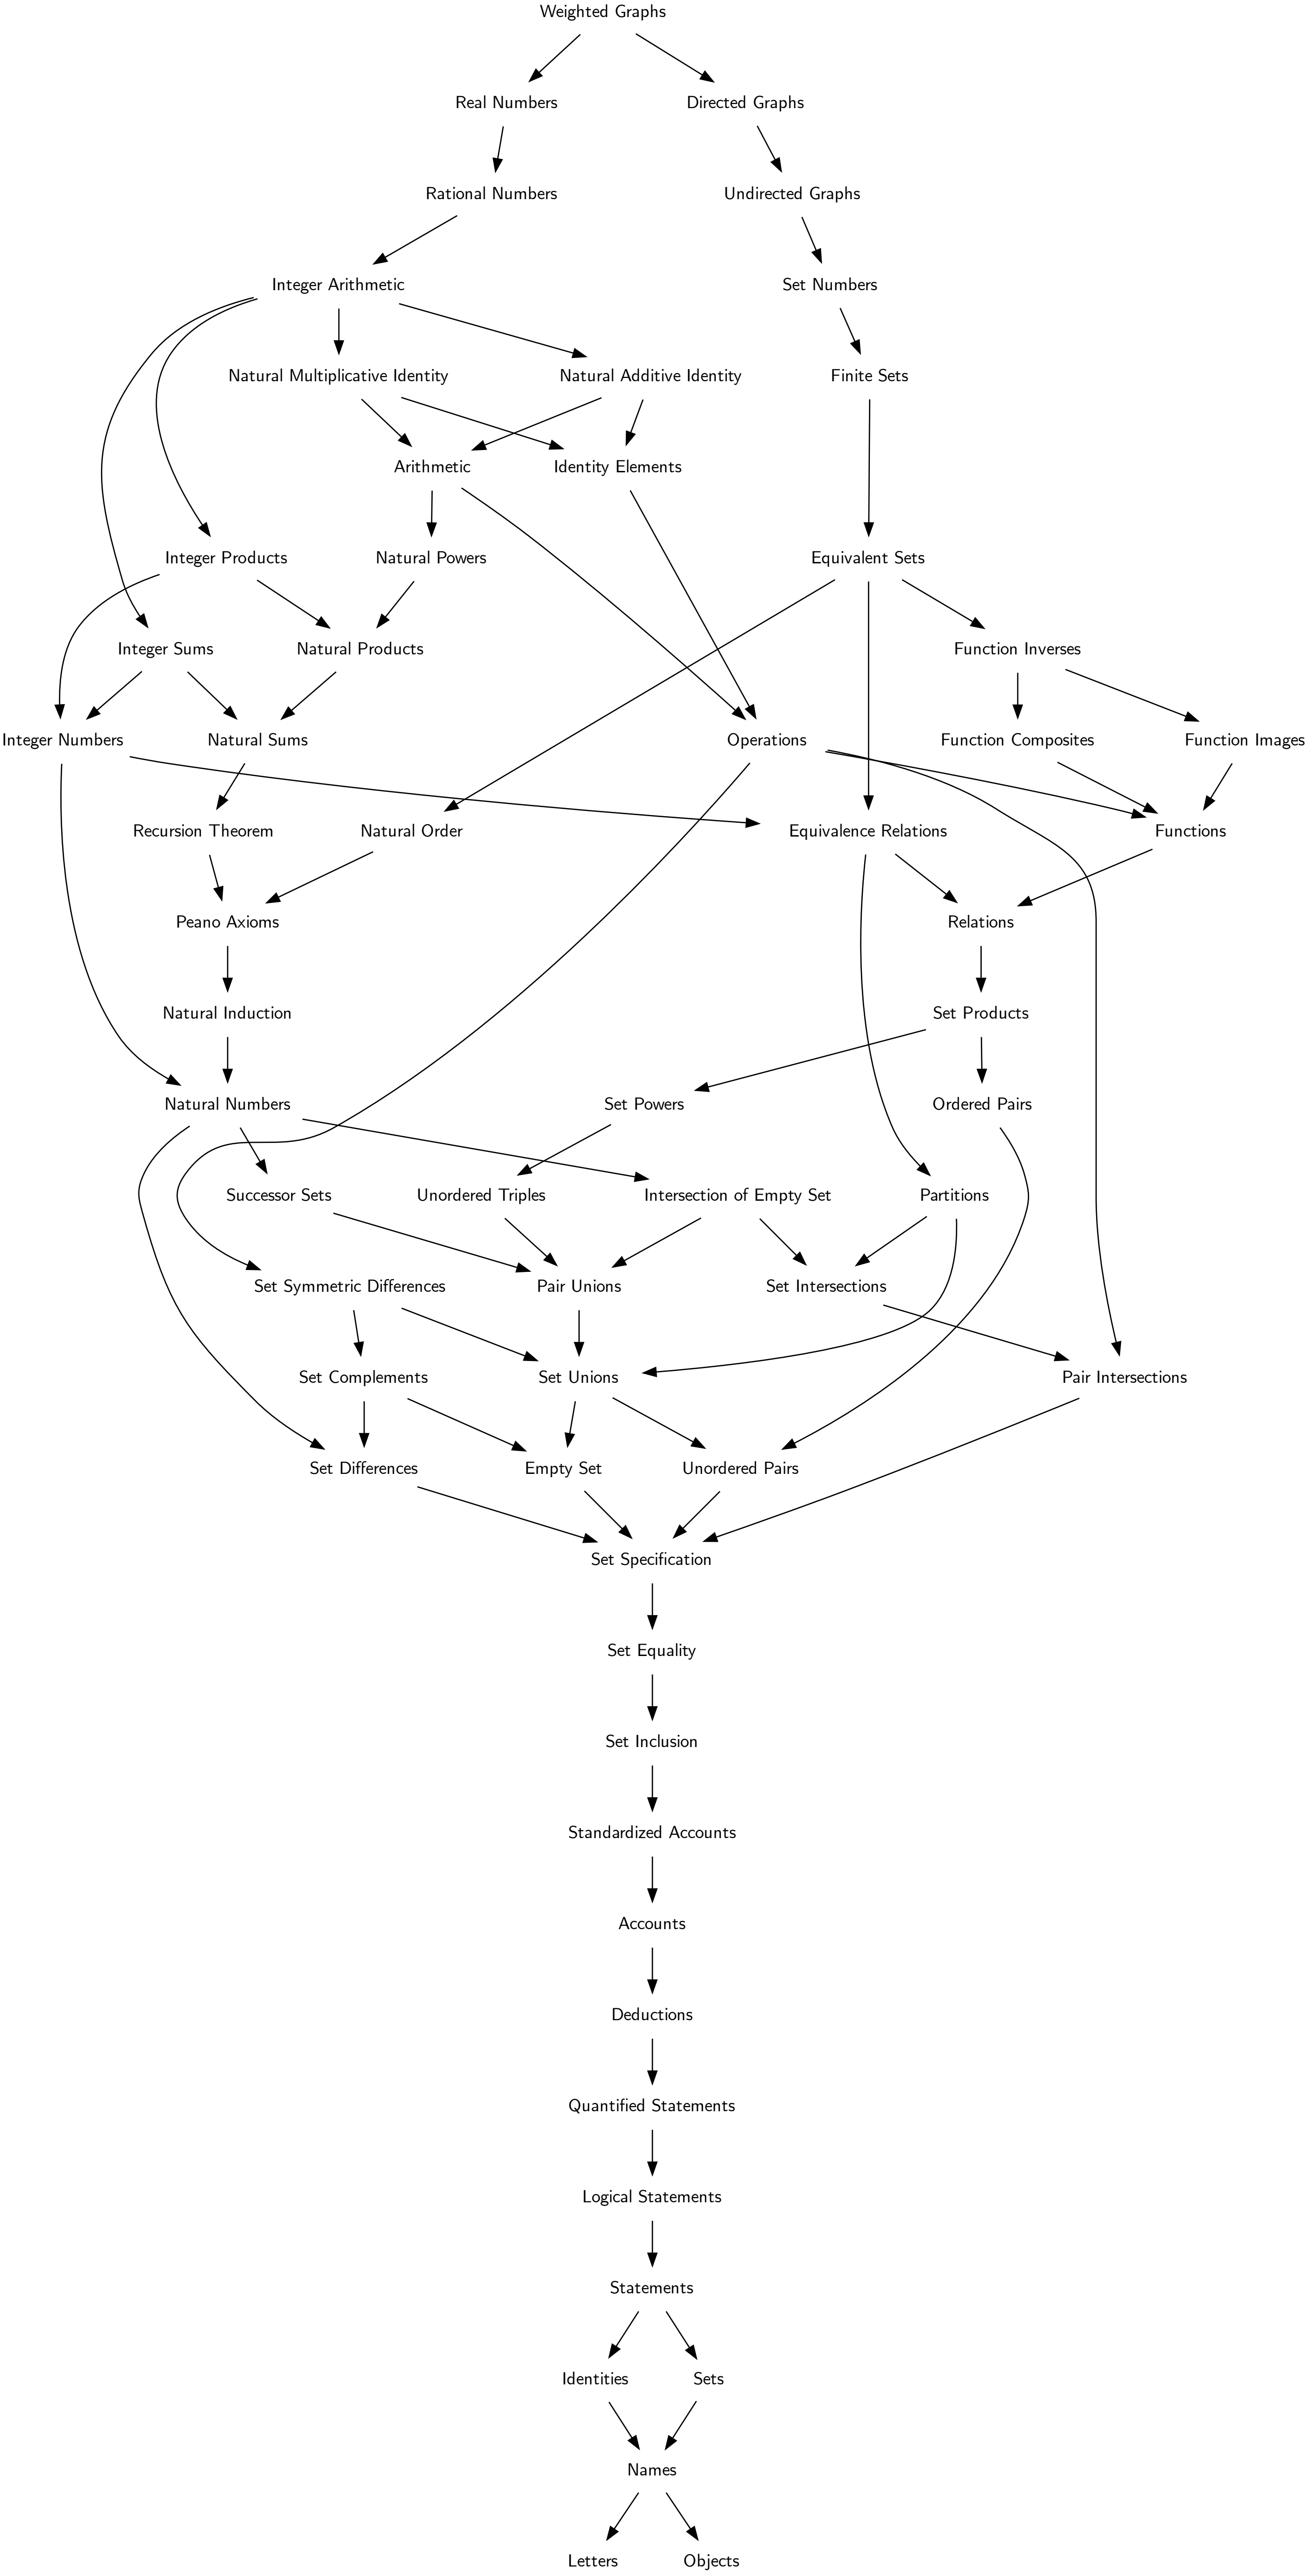 Weighted Graphs
Real Numbers
Directed Graphs
Rational Numbers
Undirected Graphs
Integer Arithmetic
Set Numbers
Natural Multiplicative Identity
Natural Additive Identity
Finite Sets
Arithmetic
Identity Elements
Integer Products
Natural Powers
Equivalent Sets
Integer Sums
Natural Products
Function Inverses
Integer Numbers
Natural Sums
Operations
Function Composites
Function Images
Recursion Theorem
Natural Order
Equivalence Relations
Functions
Peano Axioms
Relations
Natural Induction
Set Products
Natural Numbers
Set Powers
Ordered Pairs
Successor Sets
Unordered Triples
Intersection of Empty Set
Partitions
Set Symmetric Differences
Pair Unions
Set Intersections
Set Complements
Set Unions
Pair Intersections
Set Differences
Empty Set
Unordered Pairs
Set Specification
Set Equality
Set Inclusion
Standardized Accounts
Accounts
Deductions
Quantified Statements
Logical Statements
Statements
Identities
Sets
Names
Letters
Objects